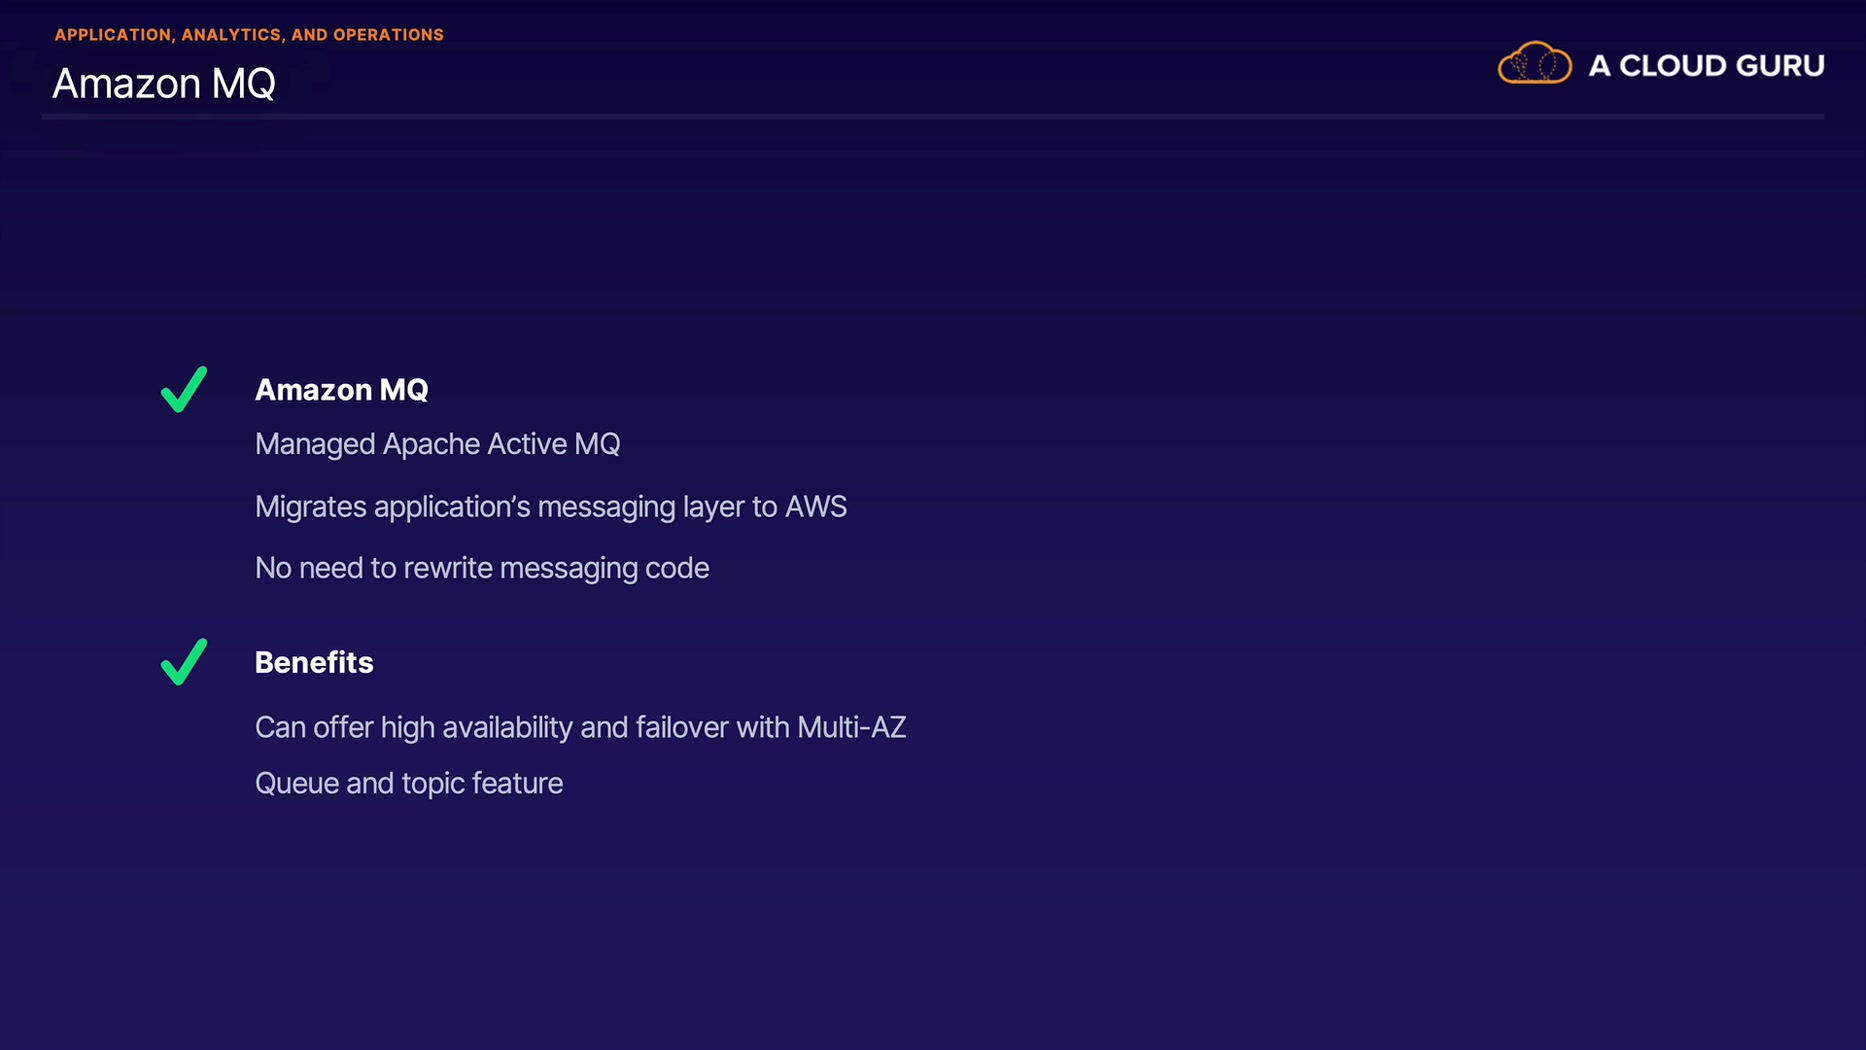 APPLICATION, ANALYTICS, AND OPERATIONS
Amazon MQ
A CLOUD GURU
Amazon MQ
Managed Apache Active MQ
Migrates application’s messaging layer to AWS
No need to rewrite messaging code
Benefits
Can offer high availability and failover with Multi-AZ
Queue and topic feature